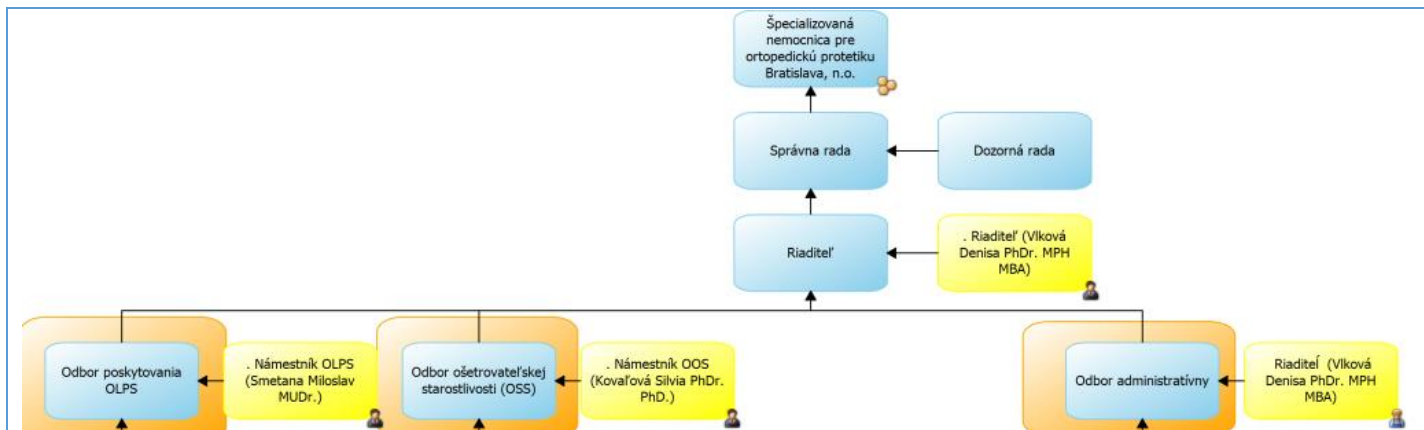 Špecializovaná
nemocnica pre
ortopedickú protetiku
Bratislava, n.o.
Správna rada
Dozorná rada
Riaditeľ
. Riaditeľ (Vlková
Denisa PhDr. MPH
MBA)
Odbor poskytovania
OLPS
. Námestník OLPS
(Smetana Miloslav
MUDr.)
Odbor ošetrovateľskej
starostlivosti (OSS)
. Námestník OOS
(Kovaľová Silvia PhDr.
PhD.)
Odbor administratívny
Riaditeĺ (Vlková
Denisa PhDr. MPH
MBA)